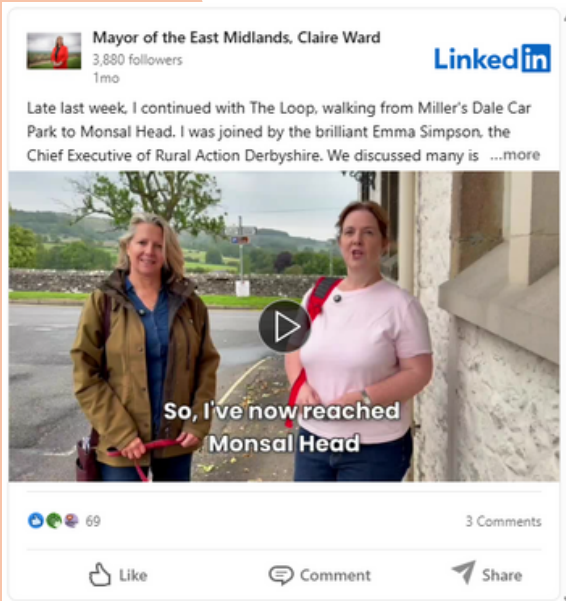 Mayor of the East Midlands, Claire Ward
3,880 followers
1mo
Linked in
Late last week, I continued with The Loop, walking from Miller's Dale Car
Park to Monsal Head. I was joined by the brilliant Emma Simpson, the
Chief Executive of Rural Action Derbyshire. We discussed many is ...more
So, I've now reached
Monsal Head
69
3 Comments
Like
Comment
Share